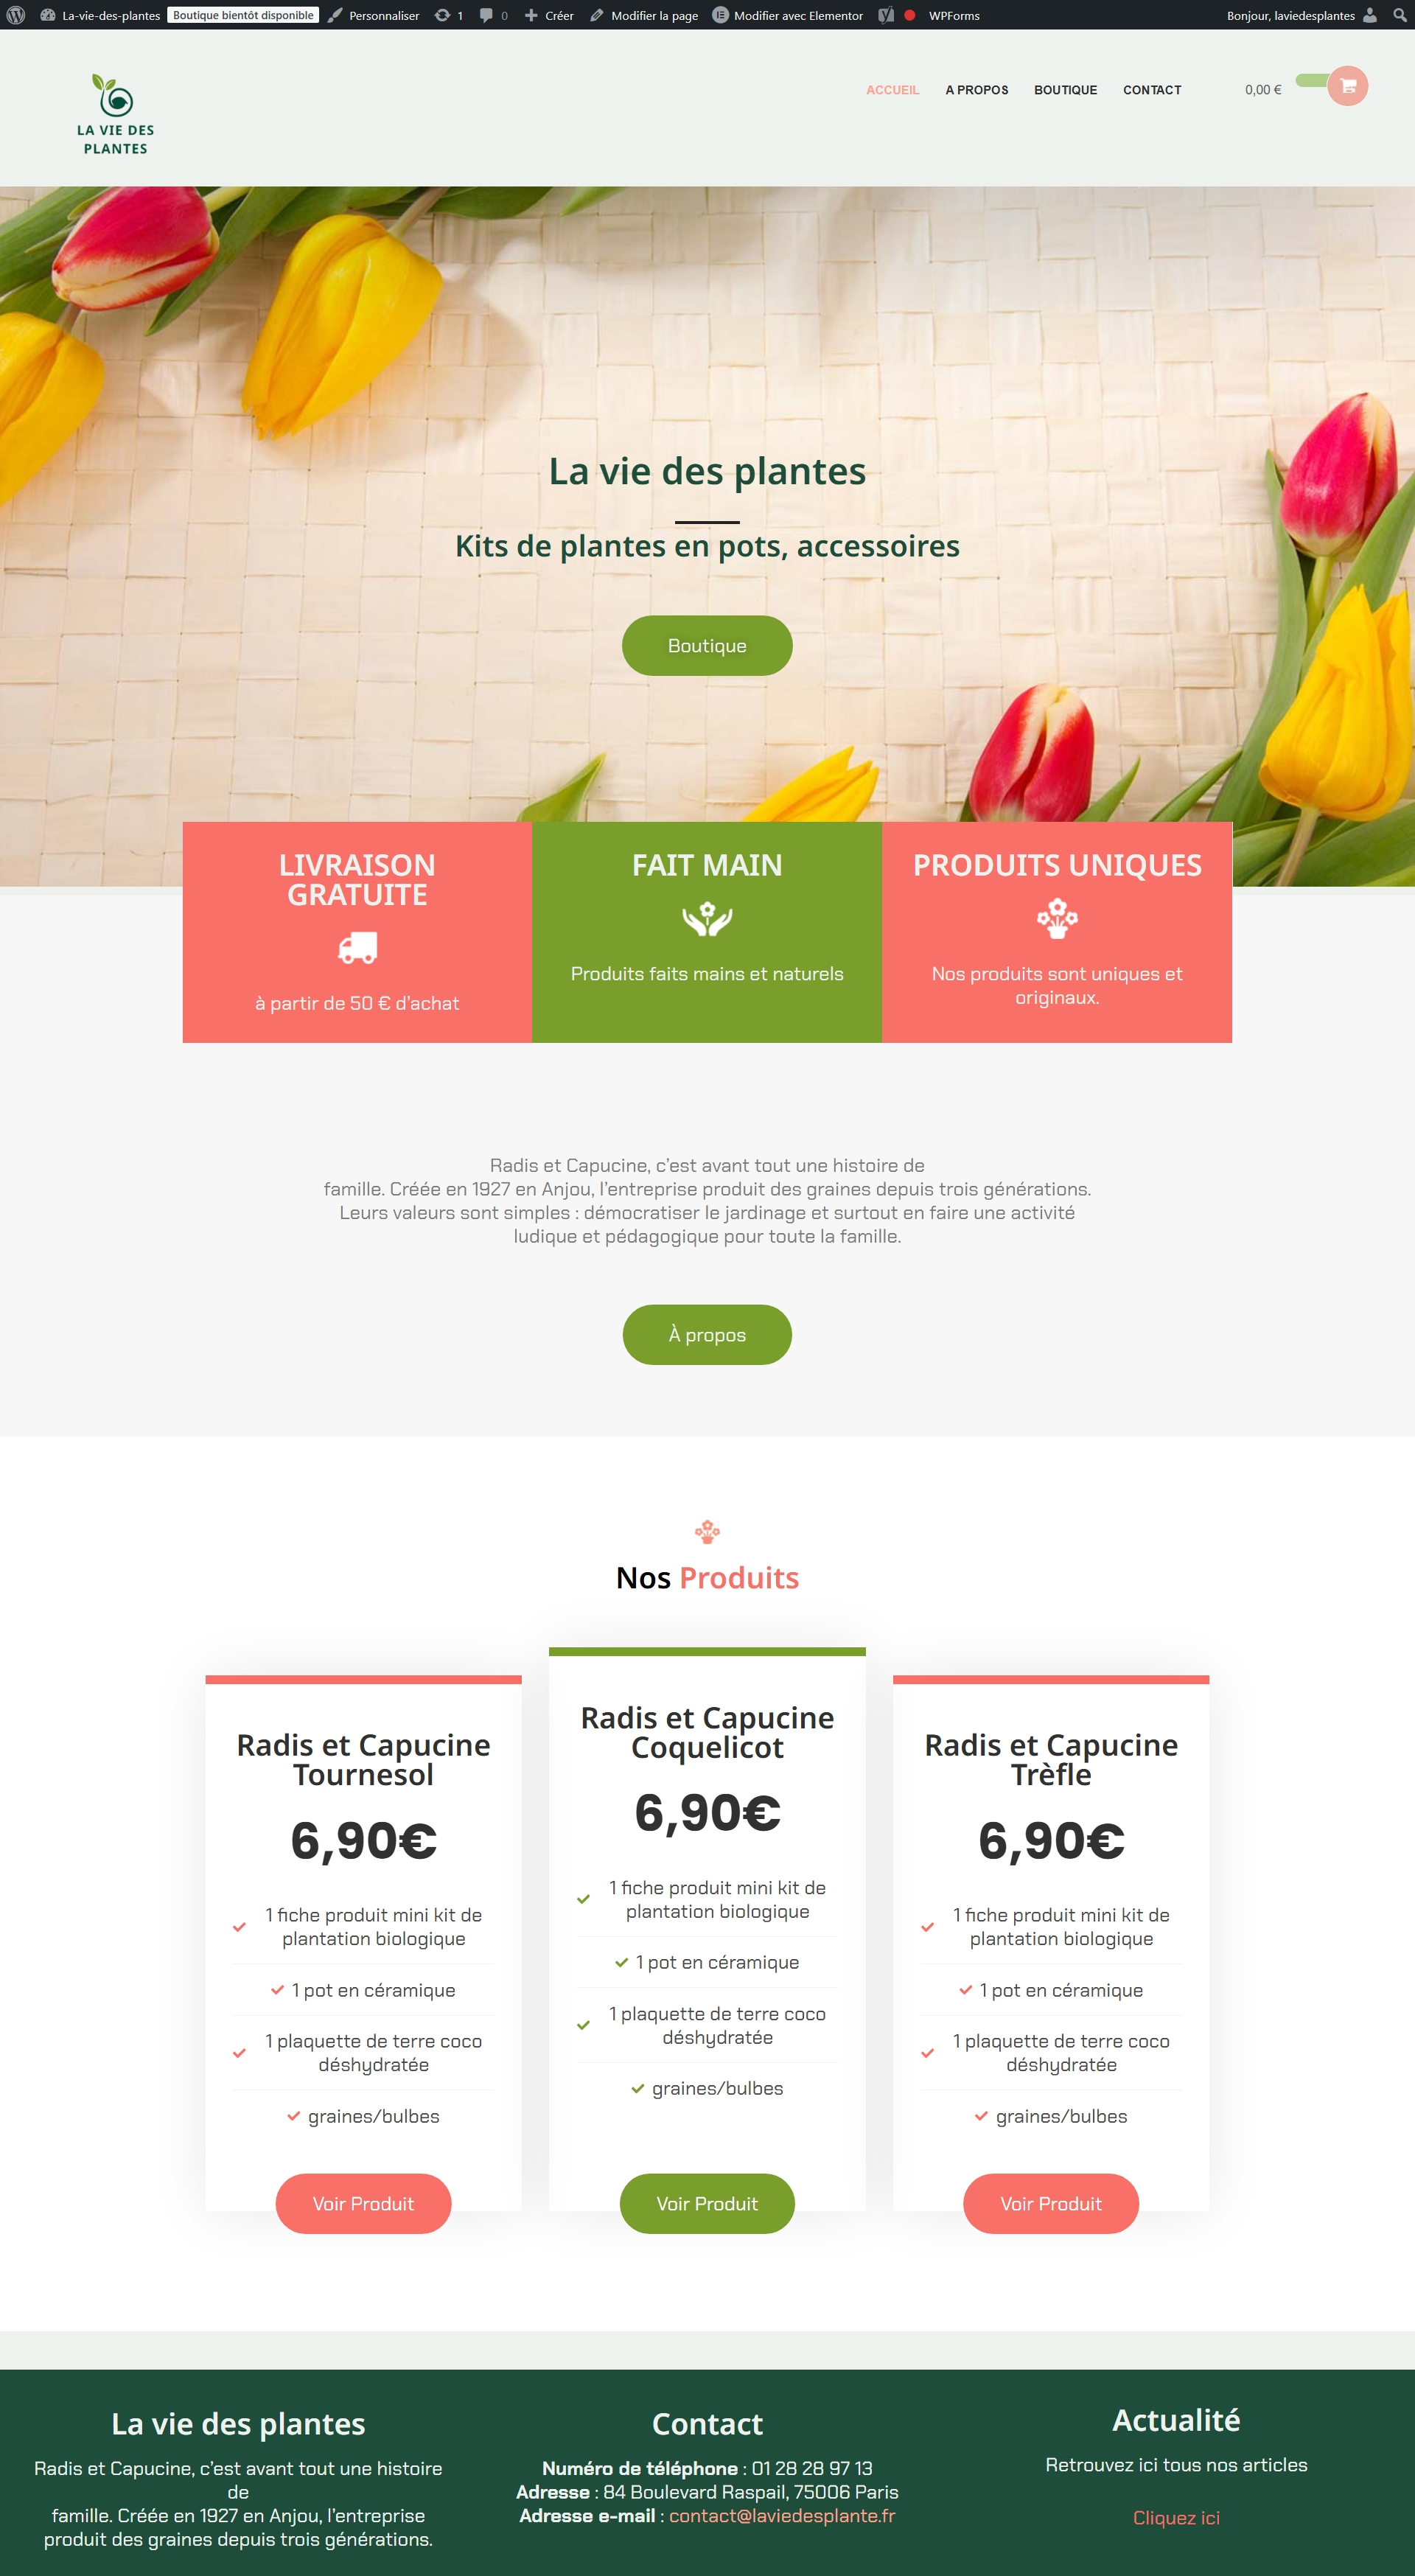 La-vie-des-plantes Boutique bientôt disponible Personnaliser 1 0 Créer Modifier la page Modifier avec Elementor WPForms Bonjour, laviedesplantes
LA VIE DES
PLANTES
ACCUEIL A PROPOS BOUTIQUE CONTACT 0,00 €
La vie des plantes
Kits de plantes en pots, accessoires
Boutique
LIVRAISON
GRATUITE
à partir de 50 € d'achat
FAIT MAIN
Produits faits mains et naturels
PRODUITS UNIQUES
Nos produits sont uniques et
originaux.
Radis et Capucine, c'est avant tout une histoire de
famille. Créée en 1927 en Anjou, l'entreprise produit des graines depuis trois générations.
Leurs valeurs sont simples : démocratiser le jardinage et surtout en faire une activité
ludique et pédagogique pour toute la famille.
À propos
Nos Produits
Radis et Capucine
Tournesol
6,90€
1 fiche produit mini kit de
plantation biologique
1 pot en céramique
1 plaquette de terre coco
déshydratée
graines/bulbes
Voir Produit
Radis et Capucine
Coquelicot
6,90€
1 fiche produit mini kit de
plantation biologique
1 pot en céramique
1 plaquette de terre coco
déshydratée
graines/bulbes
Voir Produit
Radis et Capucine
Trèfle
6,90€
1 fiche produit mini kit de
plantation biologique
1 pot en céramique
1 plaquette de terre coco
déshydratée
graines/bulbes
Voir Produit
La vie des plantes
Radis et Capucine, c'est avant tout une histoire
de
famille. Créée en 1927 en Anjou, l'entreprise
produit des graines depuis trois générations.
Contact
Numéro de téléphone : 01 28 28 97 13
Adresse : 84 Boulevard Raspail, 75006 Paris
Adresse e-mail : contact@laviedesplante.fr
Actualité
Retrouvez ici tous nos articles
Cliquez ici